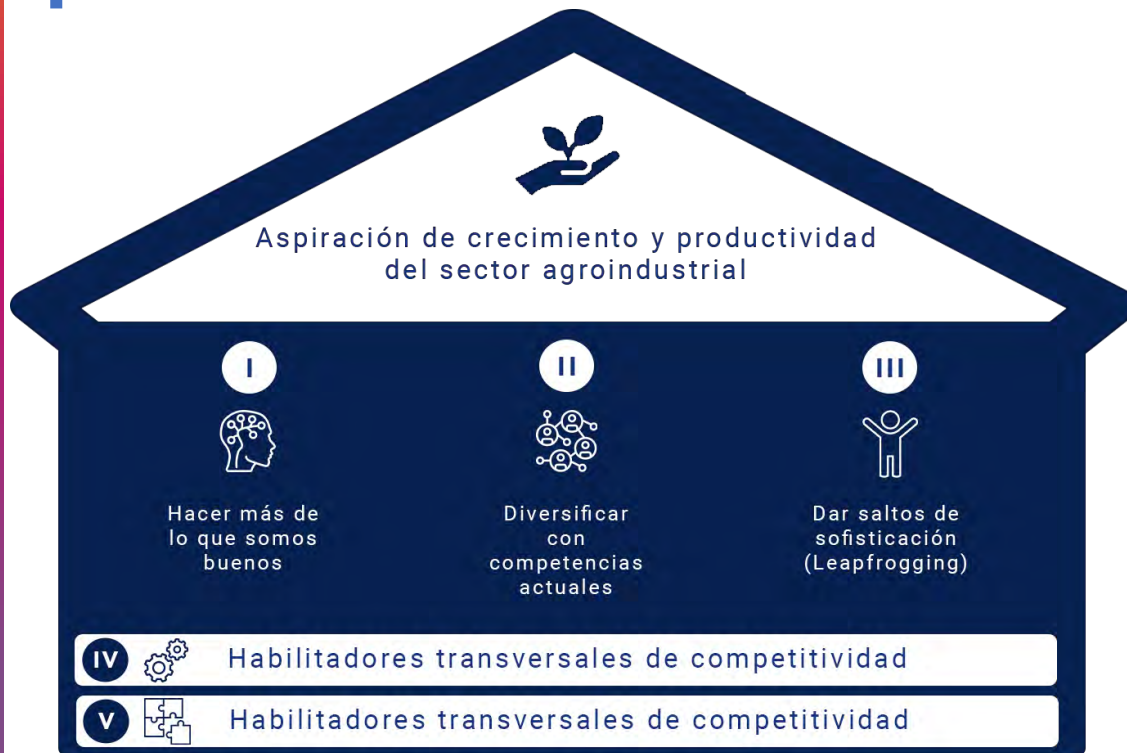 Aspiración de crecimiento y productividad
del sector agroindustrial
I
Hacer más de
lo que somos
buenos
II
Diversificar
con
competencias
actuales
III
Dar saltos de
sofisticación
(Leapfrogging)
IV Habilitadores transversales de competitividad
V Habilitadores transversales de competitividad